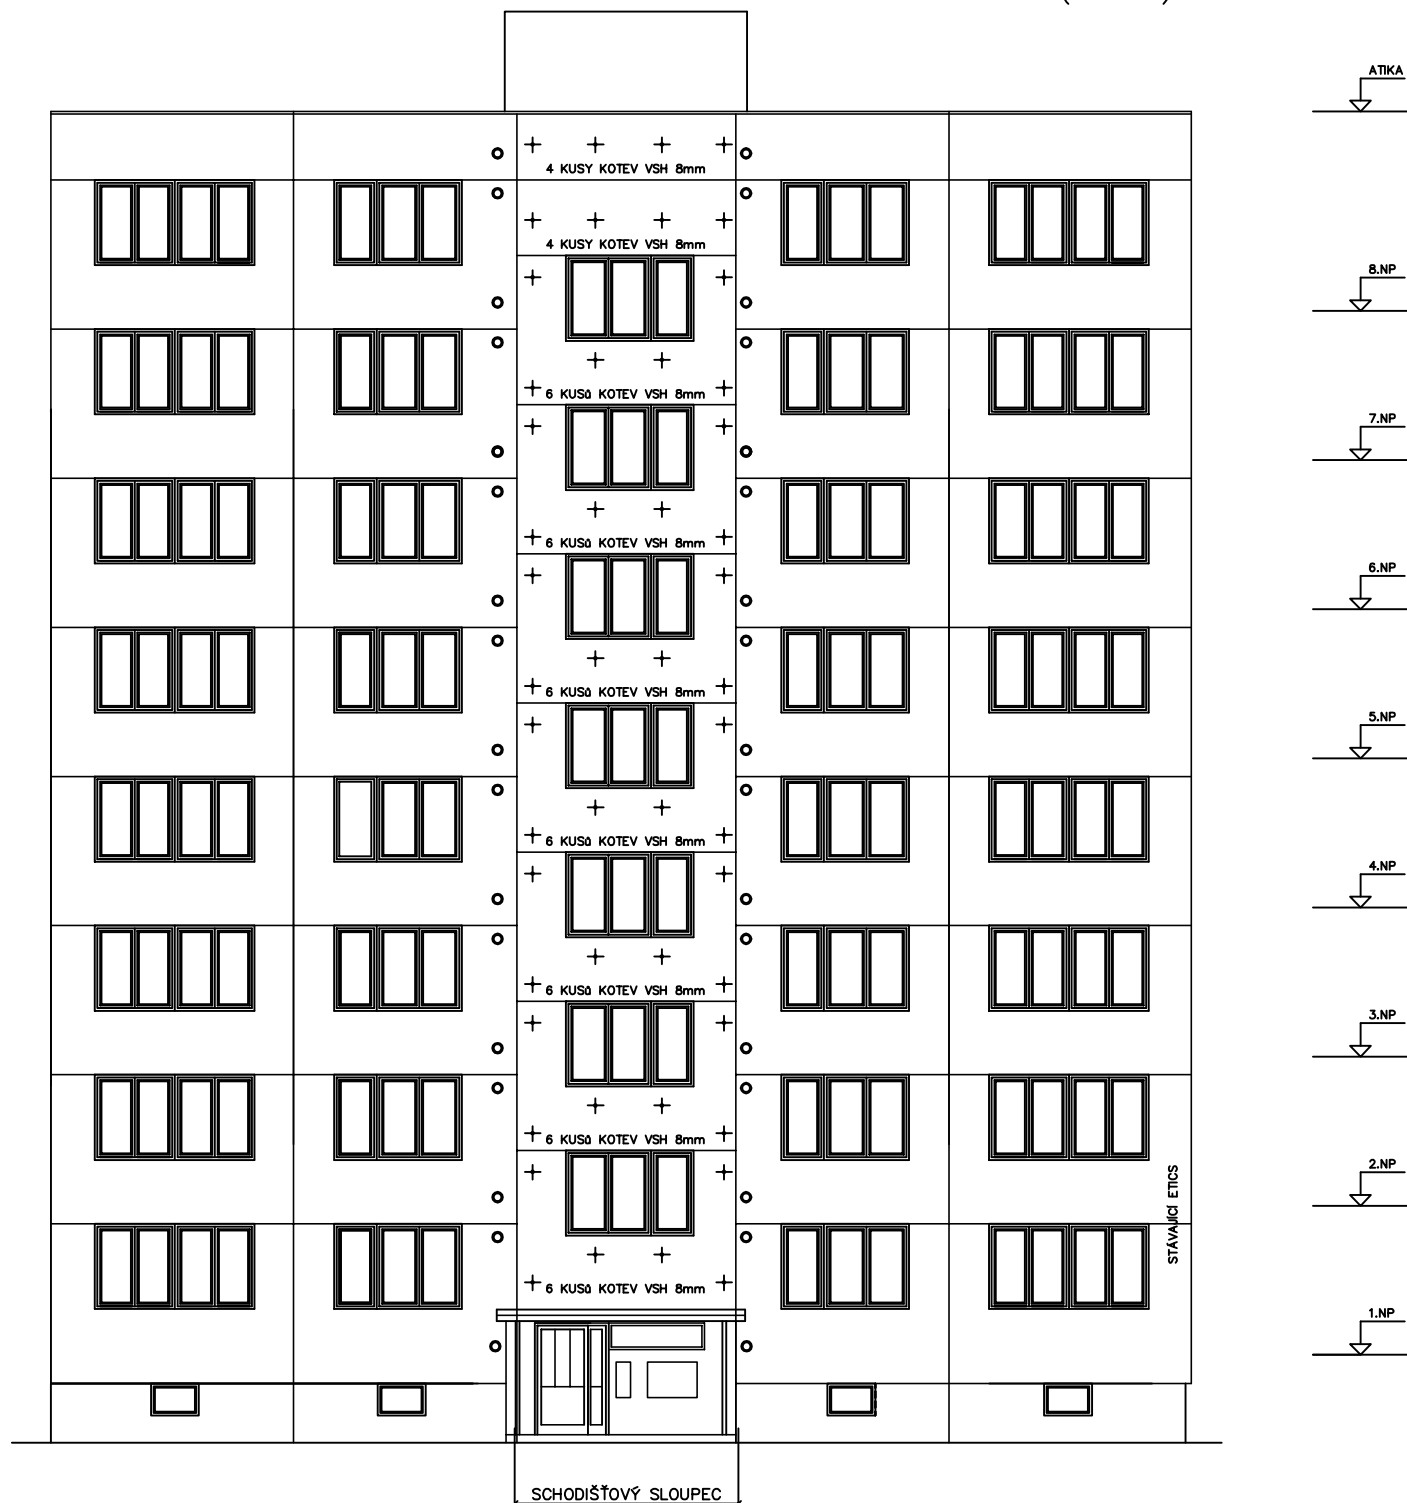 ATIKA
4 KUSY KOTEV VSH 8mm
4 KUSY KOTEV VSH 8mm
8.NP
6 KUSů KOTEV VSH 8mm
7.NP
6 KUSů KOTEV VSH 8mm
6.NP
6 KUSů KOTEV VSH 8mm
5.NP
6 KUSů KOTEV VSH 8mm
4.NP
6 KUSů KOTEV VSH 8mm
3.NP
6 KUSů KOTEV VSH 8mm
2.NP
STÁVAJÍCÍ ETICS
6 KUSů KOTEV VSH 8mm
1.NP
SCHODIŠŤOVÝ SLOUPEC